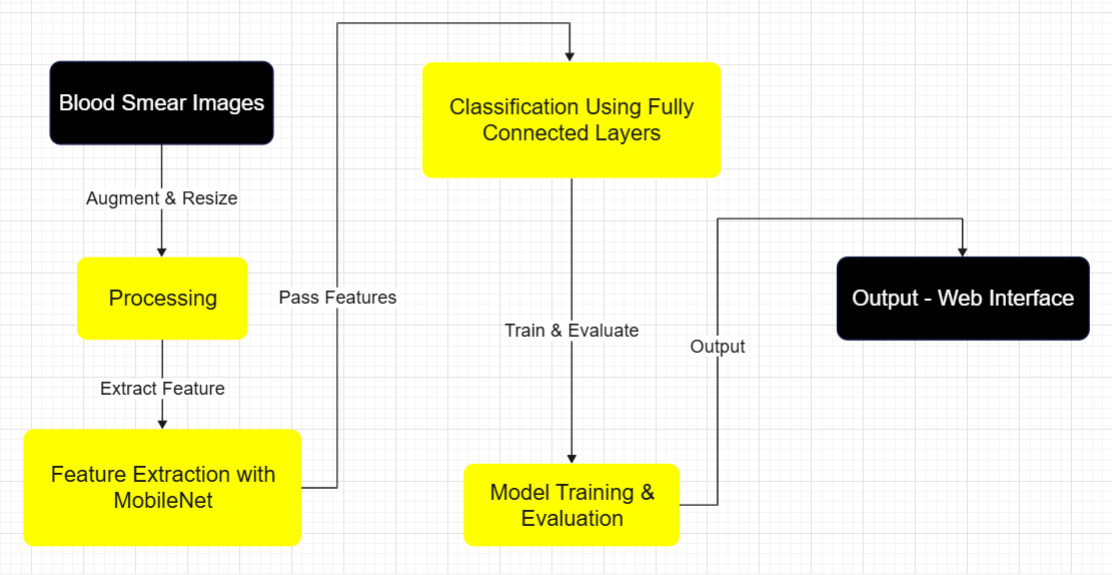 Blood Smear Images
Augment & Resize
Processing
Extract Feature
Feature Extraction with
MobileNet
Pass Features
Classification Using Fully
Connected Layers
Train & Evaluate
Model Training &
Evaluation
Output
Output - Web Interface